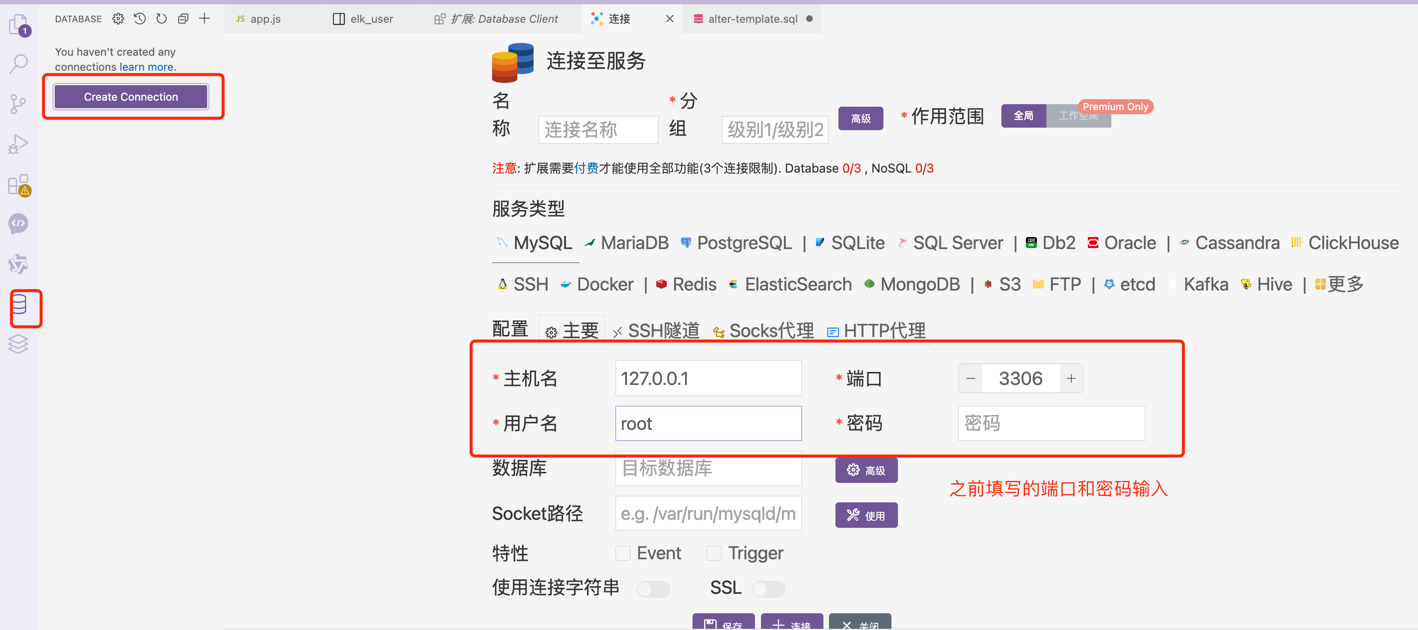 DATABASE
JS app.js
elk_user
扩展: Database Client
连接
alter-template.sql
1
You haven't created any
connections learn more.
Create Connection
连接至服务
名称 连接名称 * 分组 级别1/级别2 高级 * 作用范围 全局 工作空间 Premium Only
注意: 扩展需要付费才能使用全部功能(3个连接限制). Database 0/3 , NoSQL 0/3
服务类型
MySQL MariaDB PostgreSQL | SQLite SQL Server | Db2 Oracle | Cassandra ClickHouse
SSH Docker | Redis ElasticSearch MongoDB | S3 FTP | etcd Kafka Hive | 更多
配置 主要 SSH隧道 Socks代理 HTTP代理
* 主机名 127.0.0.1 * 端口 − 3306 +
* 用户名 root * 密码 密码
数据库 目标数据库 高级
之前填写的端口和密码输入
Socket路径 e.g. /var/run/mysqld/m 使用
特性 Event Trigger
使用连接字符串 SSL
保存 连接 关闭